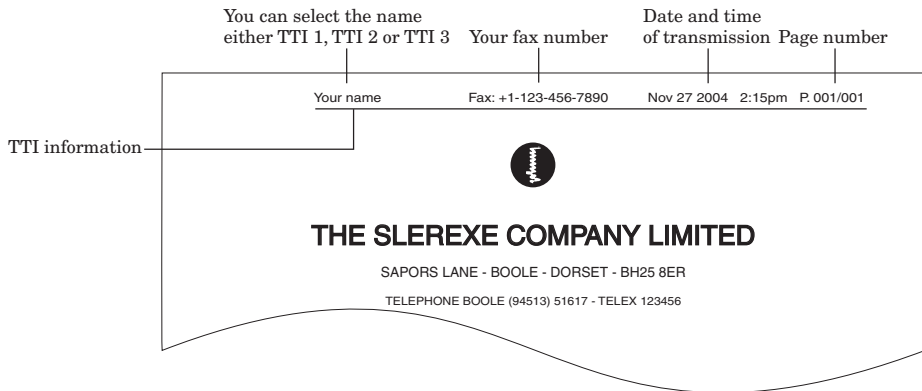 You can select the name
either TTI 1, TTI 2 or TTI 3
Your fax number
Date and time
of transmission
Page number
Your name
Fax: +1-123-456-7890
Nov 27 2004 2:15pm P. 001/001
TTI information
THE SLEREXE COMPANY LIMITED
SAPORS LANE - BOOLE - DORSET - BH25 8ER
TELEPHONE BOOLE (94513) 51617 - TELEX 123456